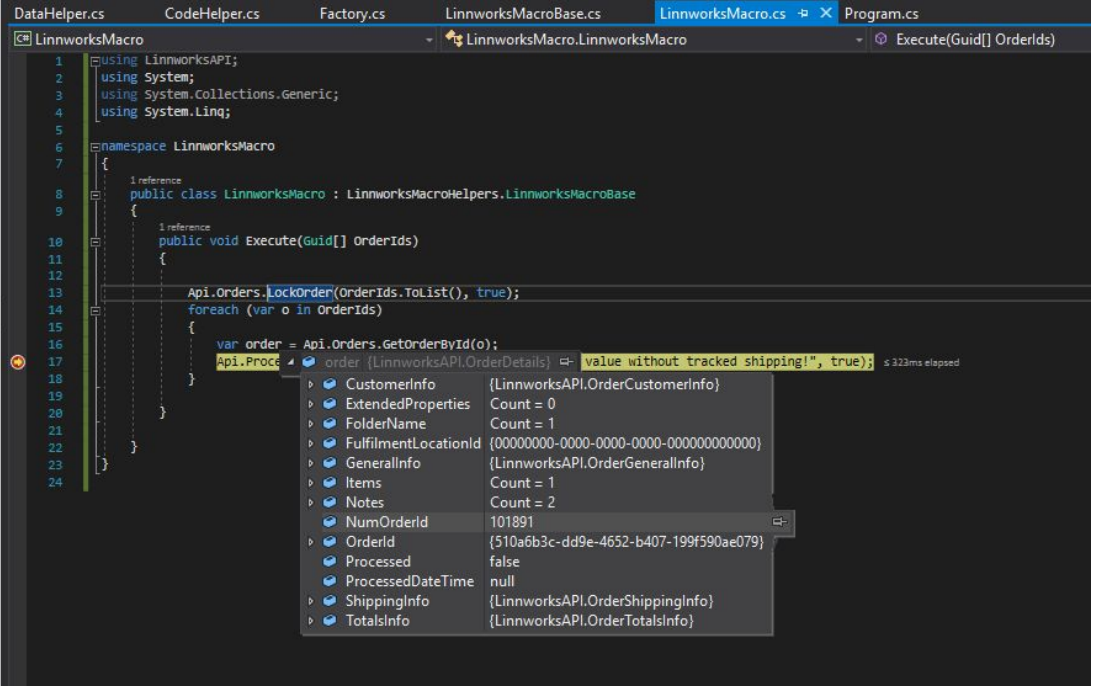 DataHelper.cs CodeHelper.cs Factory.cs LinnworksMacroBase.cs LinnworksMacro.cs Program.cs
C# LinnworksMacro LinnworksMacro.LinnworksMacro Execute(Guid[] OrderIds)
1 using LinnworksAPI;
2 using System;
3 using System.Collections.Generic;
4 using System.Linq;
5
6 namespace LinnworksMacro
7 {
1 reference
8 public class LinnworksMacro : LinnworksMacroHelpers.LinnworksMacroBase
9 {
1 reference
10 public void Execute(Guid[] OrderIds)
11 {
12
13 Api.Orders.LockOrder(OrderIds.ToList(), true);
14 foreach (var o in OrderIds)
15 {
16 var order = Api.Orders.GetOrderById(o);
17 Api.Proce order {LinnworksAPI.OrderDetails} value without tracked shipping!", true); ≤ 323ms elapsed
18 }
CustomerInfo {LinnworksAPI.OrderCustomerInfo}
19
ExtendedProperties Count = 0
20 }
FolderName Count = 1
21
FulfilmentLocationId {00000000-0000-0000-0000-000000000000}
22 }
GeneralInfo {LinnworksAPI.OrderGeneralInfo}
23 }
Items Count = 1
24
Notes Count = 2
NumOrderId 101891
OrderId {510a6b3c-dd9e-4652-b407-199f590ae079}
Processed false
ProcessedDateTime null
ShippingInfo {LinnworksAPI.OrderShippingInfo}
TotalsInfo {LinnworksAPI.OrderTotalsInfo}